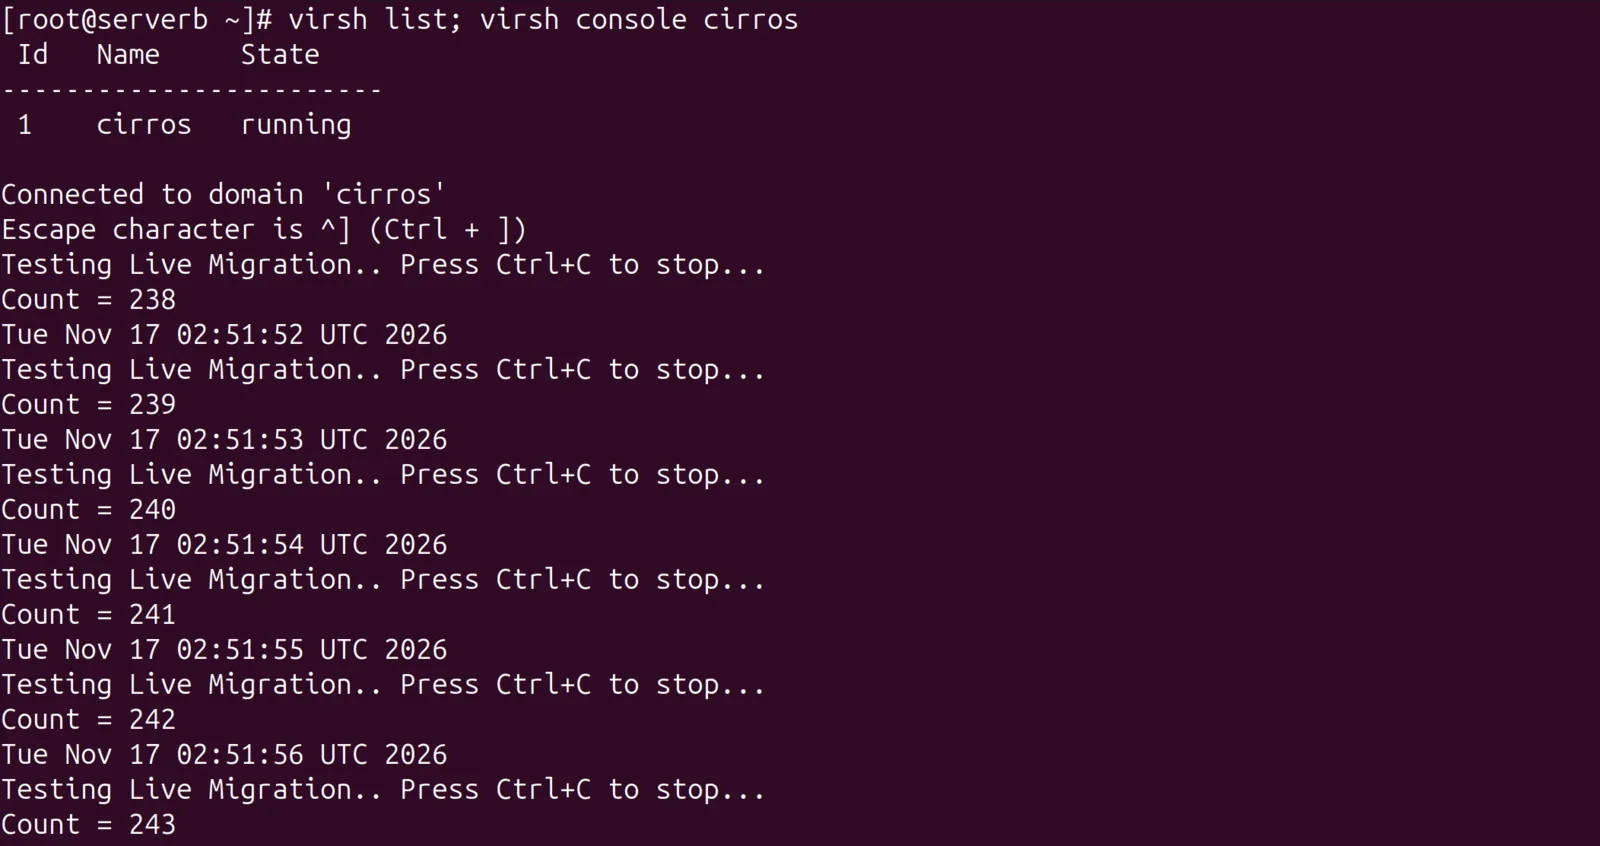 [root@serverb ~]# virsh list; virsh console cirros
 Id   Name     State
------------------------
 1    cirros   running

Connected to domain 'cirros'
Escape character is ^] (Ctrl + ])
Testing Live Migration.. Press Ctrl+C to stop...
Count = 238
Tue Nov 17 02:51:52 UTC 2026
Testing Live Migration.. Press Ctrl+C to stop...
Count = 239
Tue Nov 17 02:51:53 UTC 2026
Testing Live Migration.. Press Ctrl+C to stop...
Count = 240
Tue Nov 17 02:51:54 UTC 2026
Testing Live Migration.. Press Ctrl+C to stop...
Count = 241
Tue Nov 17 02:51:55 UTC 2026
Testing Live Migration.. Press Ctrl+C to stop...
Count = 242
Tue Nov 17 02:51:56 UTC 2026
Testing Live Migration.. Press Ctrl+C to stop...
Count = 243